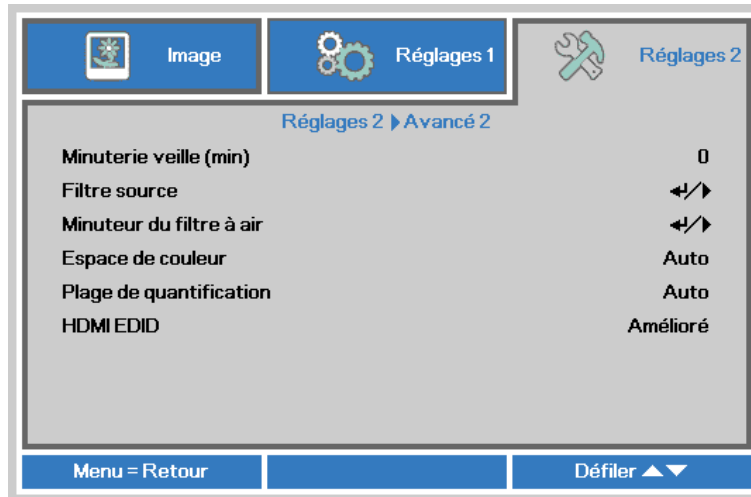 Image Réglages 1 Réglages 2
Réglages 2 ▶ Avancé 2
Minuterie veille (min) 0
Filtre source ↵/▶
Minuteur du filtre à air ↵/▶
Espace de couleur Auto
Plage de quantification Auto
HDMI EDID Amélioré
Menu = Retour Défiler ▲▼